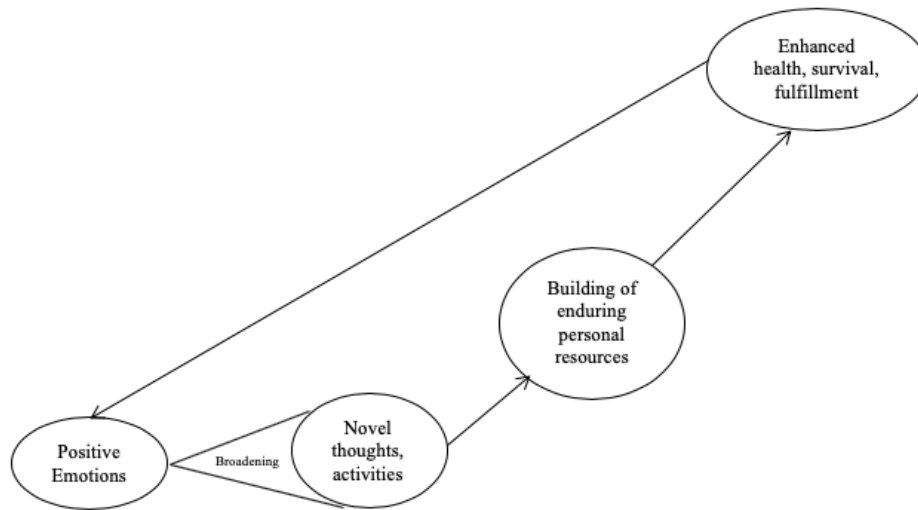 Enhanced
health, survival,
fulfillment
Building of
enduring
personal
resources
Novel
thoughts,
activities
Broadening
Positive
Emotions